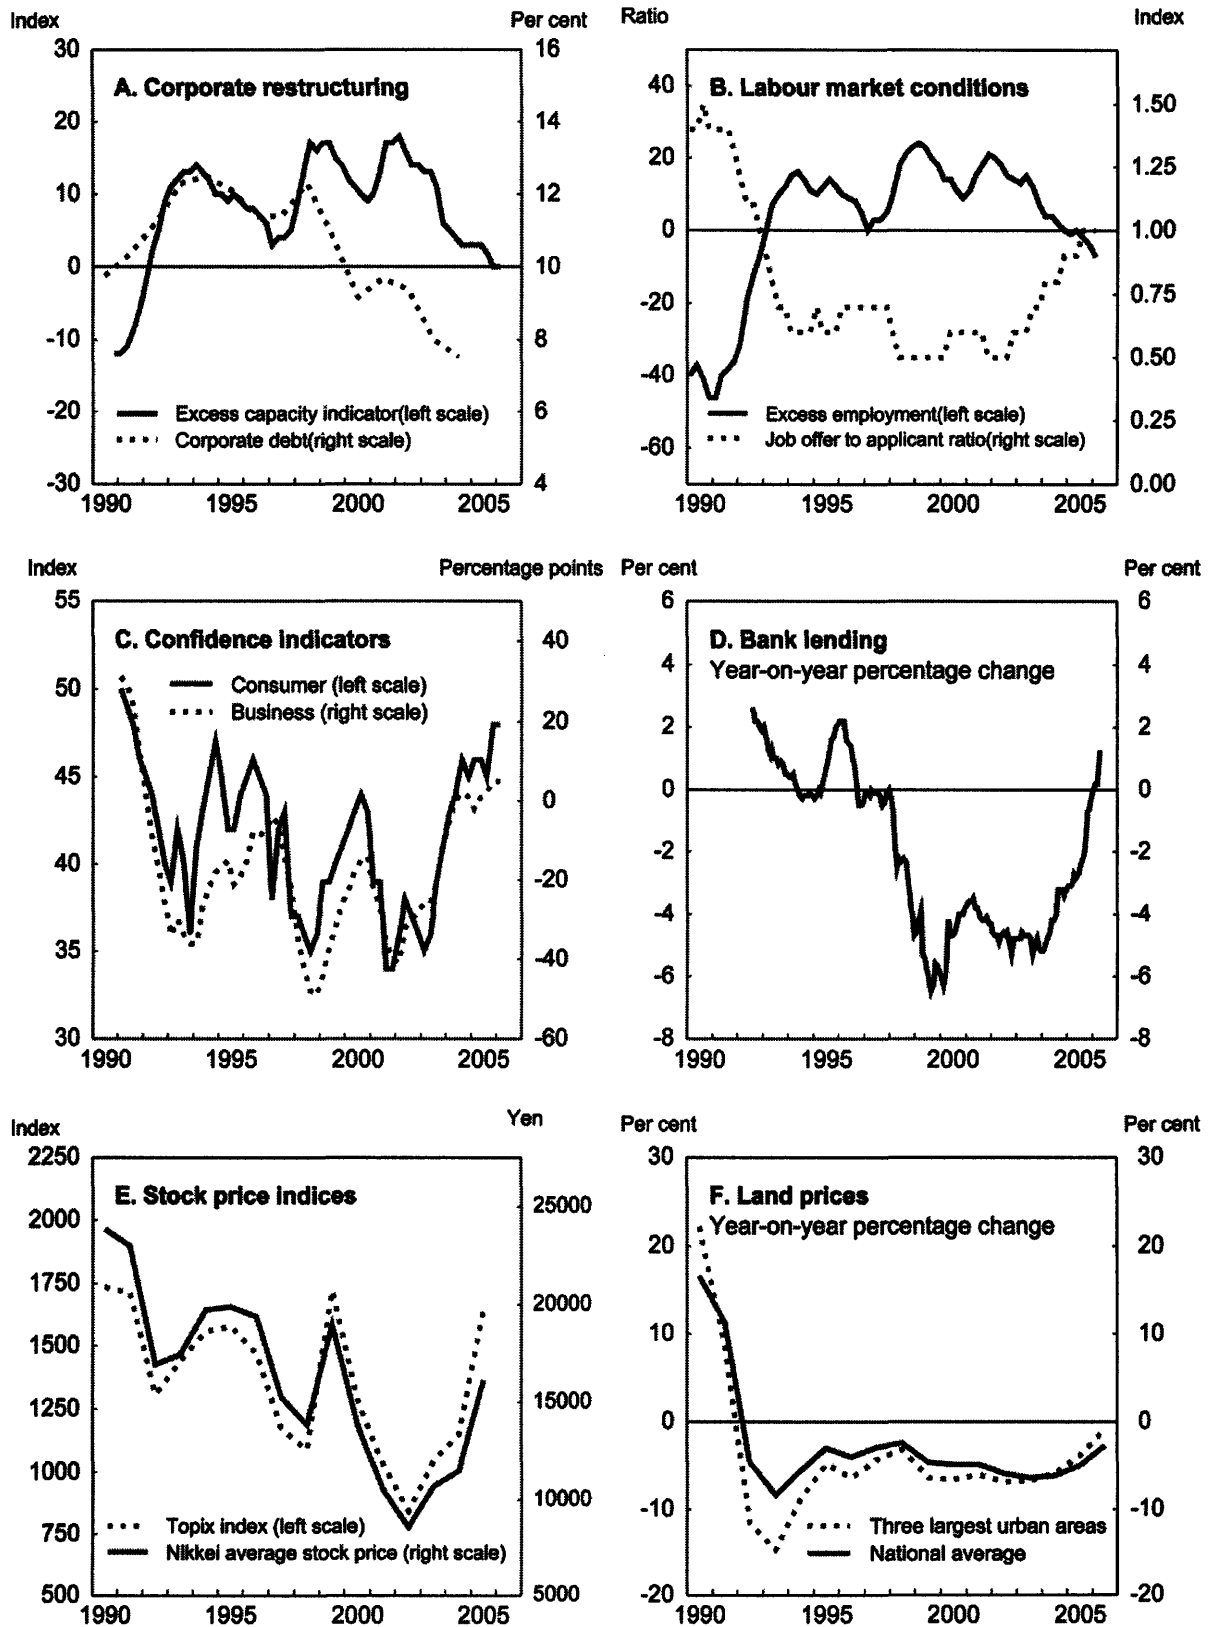 Index Per cent
30 16
A. Corporate restructuring
20 14
10 12
0 10
-10 8
-20 6
Excess capacity indicator(left scale)
Corporate debt(right scale)
-30 4
1990 1995 2000 2005
Ratio Index
B. Labour market conditions
40 1.50
20 1.25
0 1.00
-20 0.75
-40 0.50
-60 0.25
0.00
Excess employment(left scale)
Job offer to applicant ratio(right scale)
1990 1995 2000 2005
Index Percentage points
55
C. Confidence indicators
40
50
Consumer (left scale)
Business (right scale)
20
45
0
40
-20
35
-40
30 -60
1990 1995 2000 2005
Per cent Per cent
6 6
D. Bank lending
Year-on-year percentage change
4 4
2 2
0 0
-2 -2
-4 -4
-6 -6
-8 -8
1990 1995 2000 2005
Index Yen
2250
E. Stock price indices
25000
2000
1750
20000
1500
15000
1250
1000
10000
750
Topix index (left scale)
Nikkei average stock price (right scale)
500 5000
1990 1995 2000 2005
Per cent Per cent
30 30
F. Land prices
Year-on-year percentage change
20 20
10 10
0 0
-10 -10
Three largest urban areas
National average
-20 -20
1990 1995 2000 2005